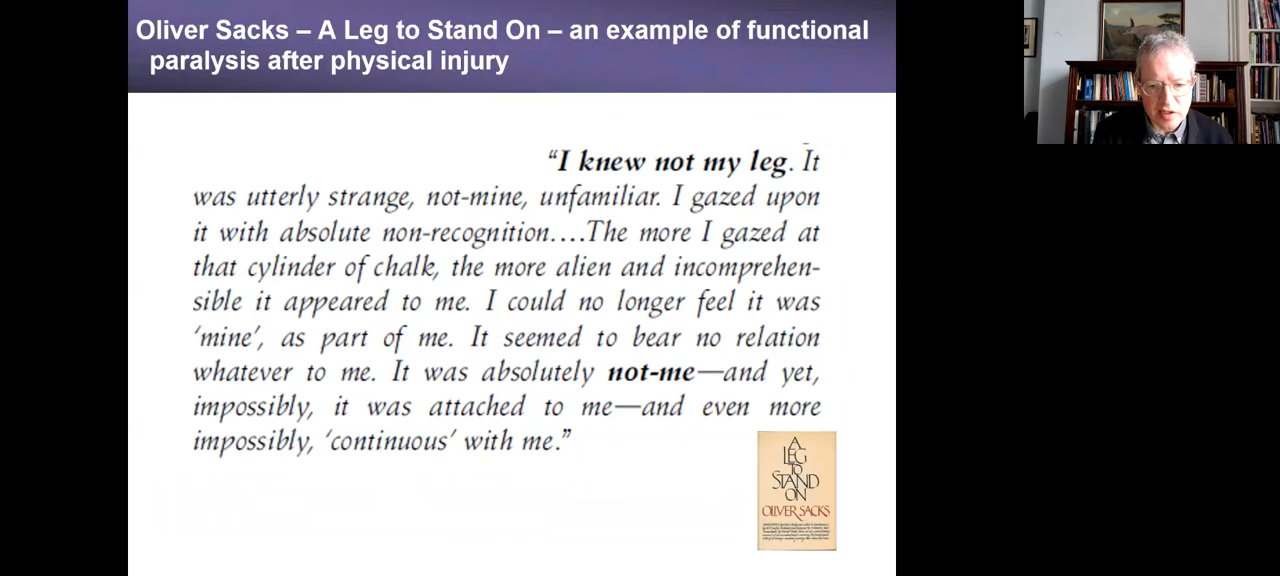 Oliver Sacks – A Leg to Stand On – an example of functional
paralysis after physical injury
“I knew not my leg. It
was utterly strange, not-mine, unfamiliar. I gazed upon
it with absolute non-recognition….The more I gazed at
that cylinder of chalk, the more alien and incomprehen-
sible it appeared to me. I could no longer feel it was
‘mine’, as part of me. It seemed to bear no relation
whatever to me. It was absolutely not-me—and yet,
impossibly, it was attached to me—and even more
impossibly, ‘continuous’ with me.”
A
LEG
TO
STAND
ON
OLIVER SACKS